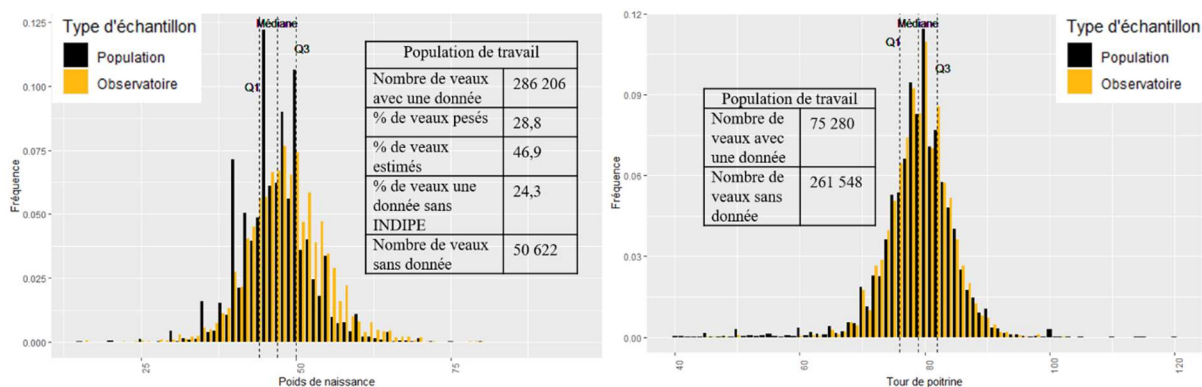 Type d'échantillon
Population
Observatoire
Médiane
Q1
Q3
Population de travail
Nombre de veaux
avec une donnée
286 206
% de veaux pesés
28,8
% de veaux
estimés
46,9
% de veaux une
donnée sans
INDIPE
24,3
Nombre de veaux
sans donnée
50 622
Fréquence
0.125
0.100
0.075
0.050
0.025
0.000
25
50
75
Poids de naissance
Type d'échantillon
Population
Observatoire
Médiane
Q1
Q3
Population de travail
Nombre de
veaux avec
une donnée
75 280
Nombre de
veaux sans
donnée
261 548
Fréquence
0.12
0.09
0.06
0.03
0.00
40
60
80
100
120
Tour de poitrine